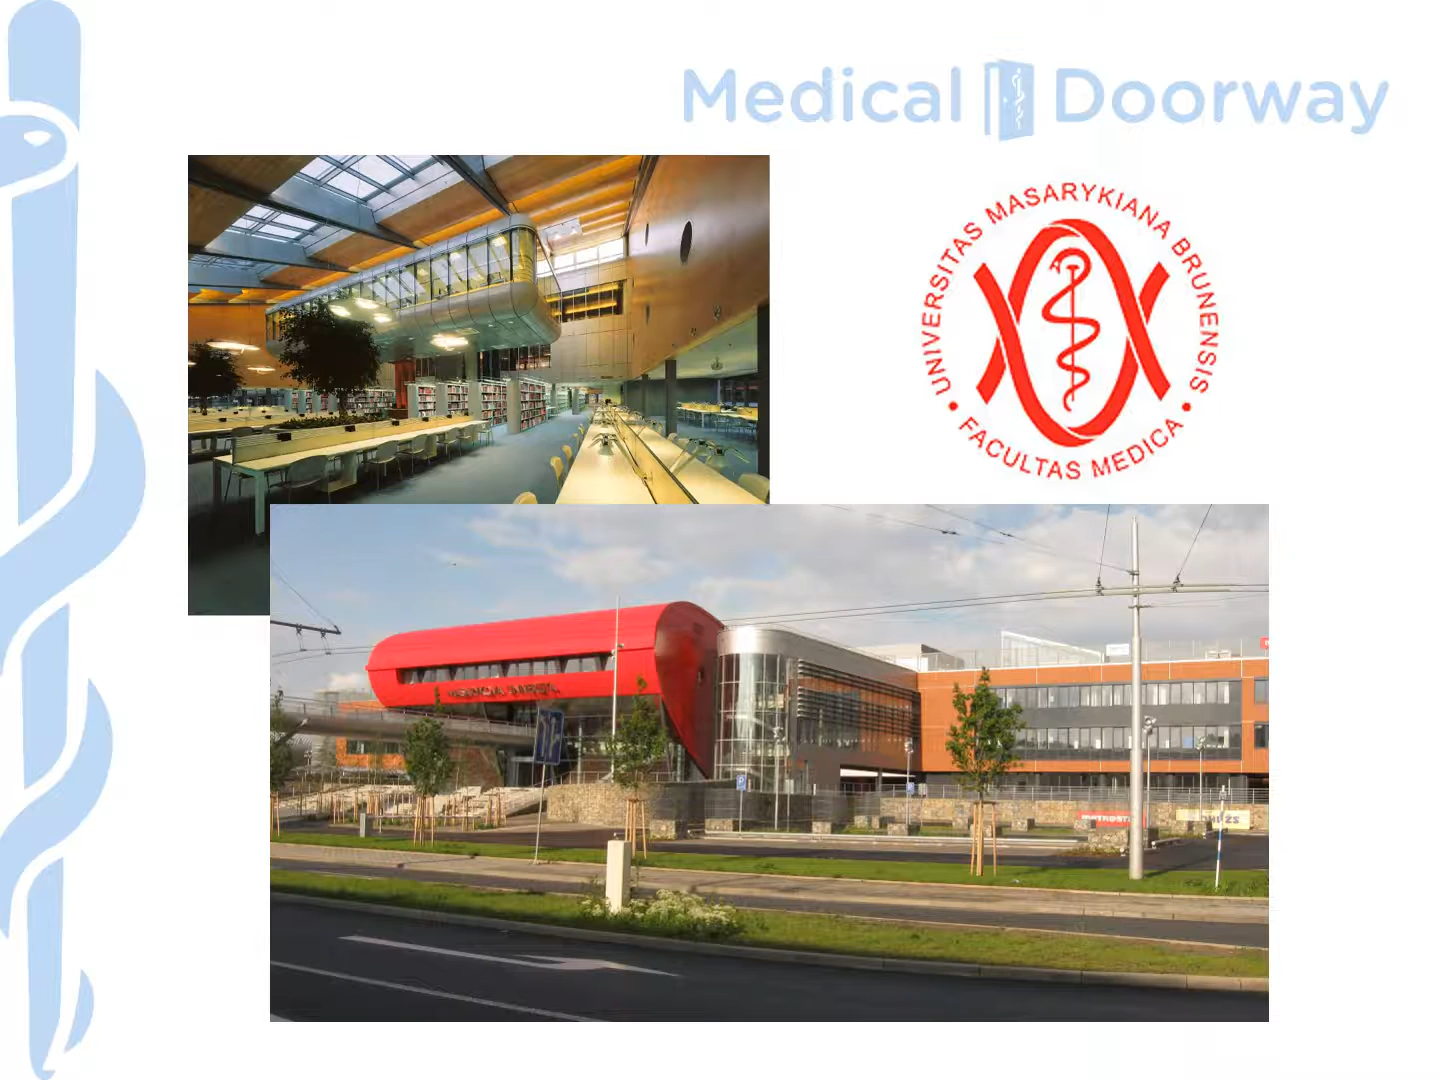 Medical Doorway
UNIVERSITAS MASARYKIANA BRUNENSIS
• FACULTAS MEDICA •